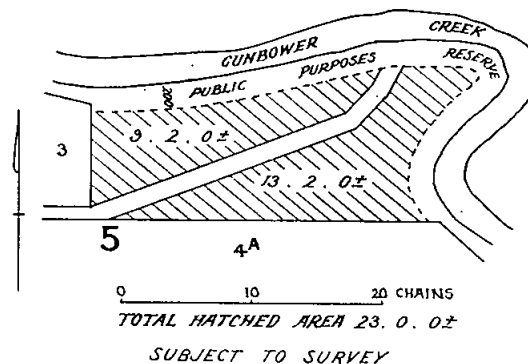 GUNBOWER CREEK
PUBLIC PURPOSES RESERVE
9. 2. 0±
3
13. 2. 0±
5
4A
0 10 20 CHAINS
TOTAL HATCHED AREA 23. 0. 0±
SUBJECT TO SURVEY